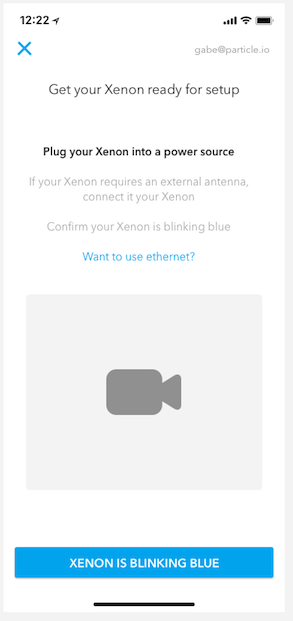 12:22
gabe@particle.io
Get your Xenon ready for setup
Plug your Xenon into a power source
If your Xenon requires an external antenna,
connect it your Xenon
Confirm your Xenon is blinking blue
Want to use ethernet?
XENON IS BLINKING BLUE